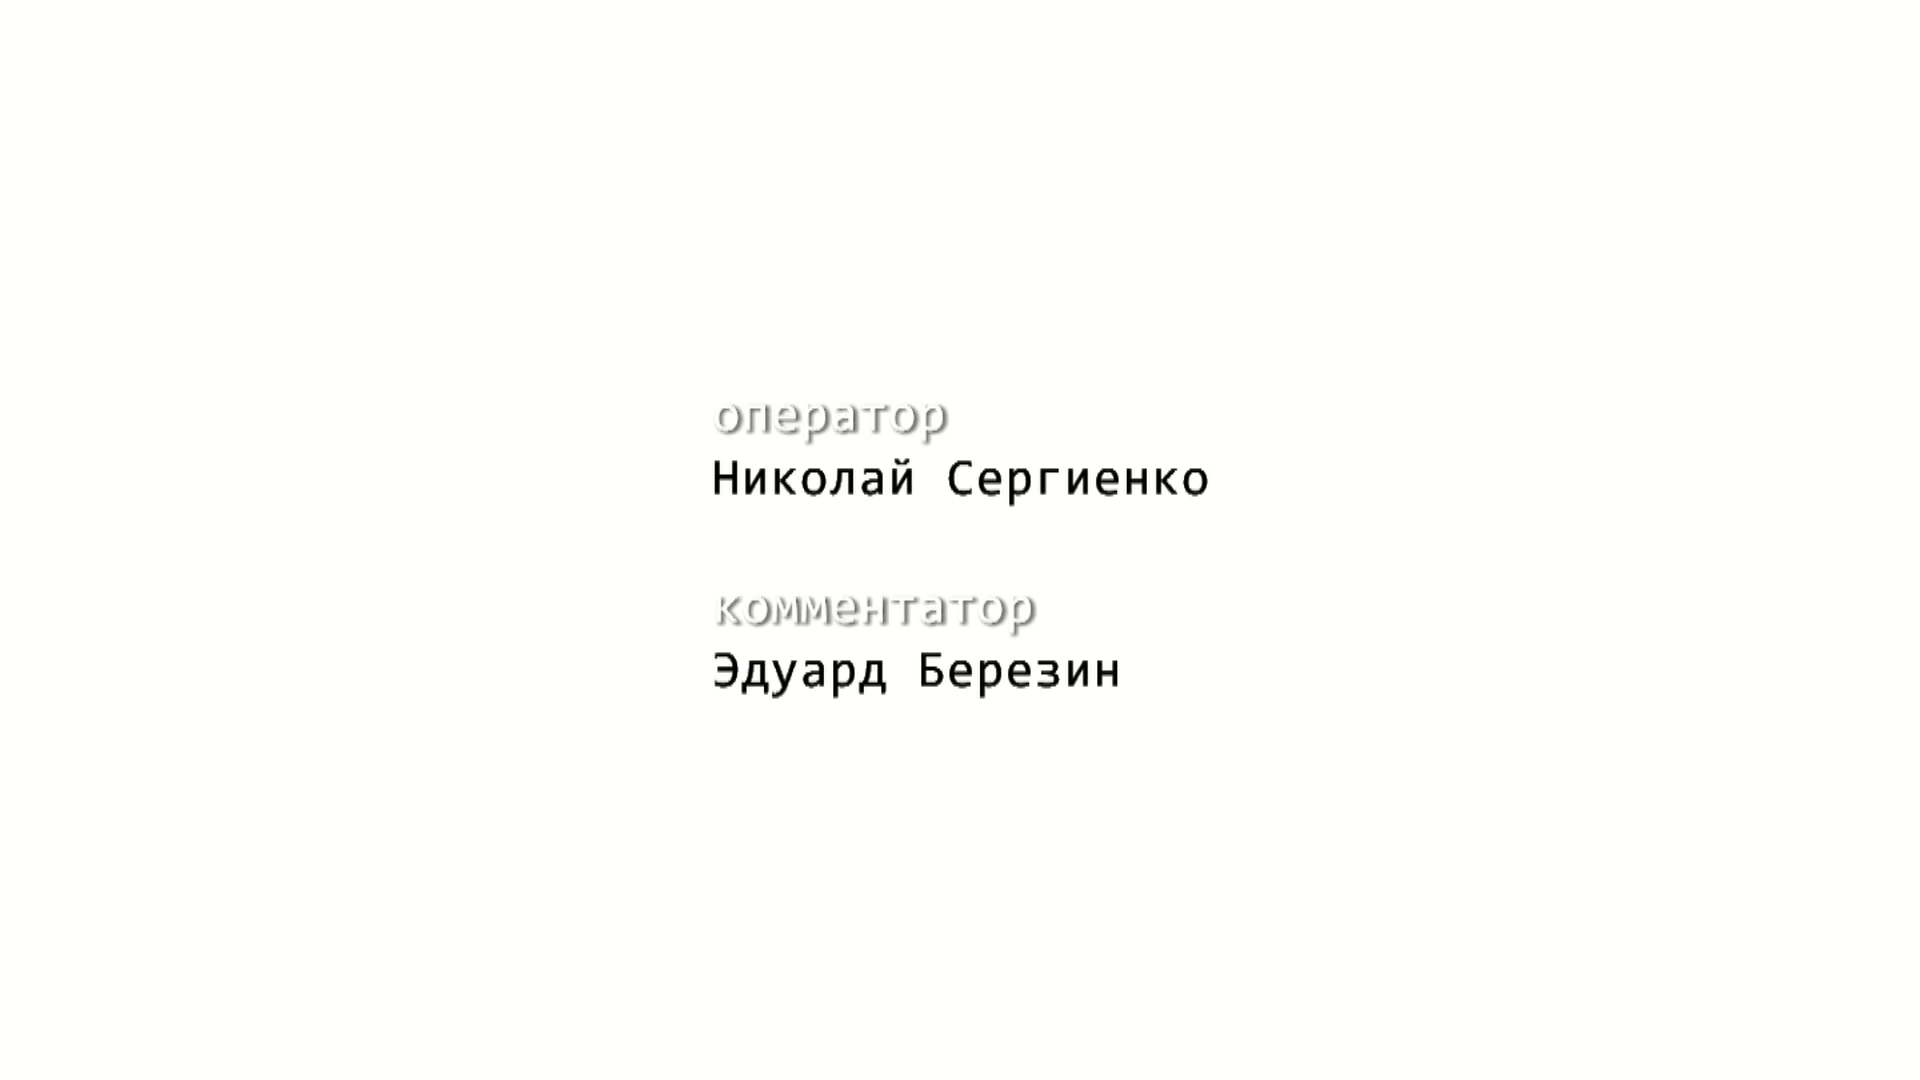 оператор
Николай Сергиенко
комментатор
Эдуард Березин